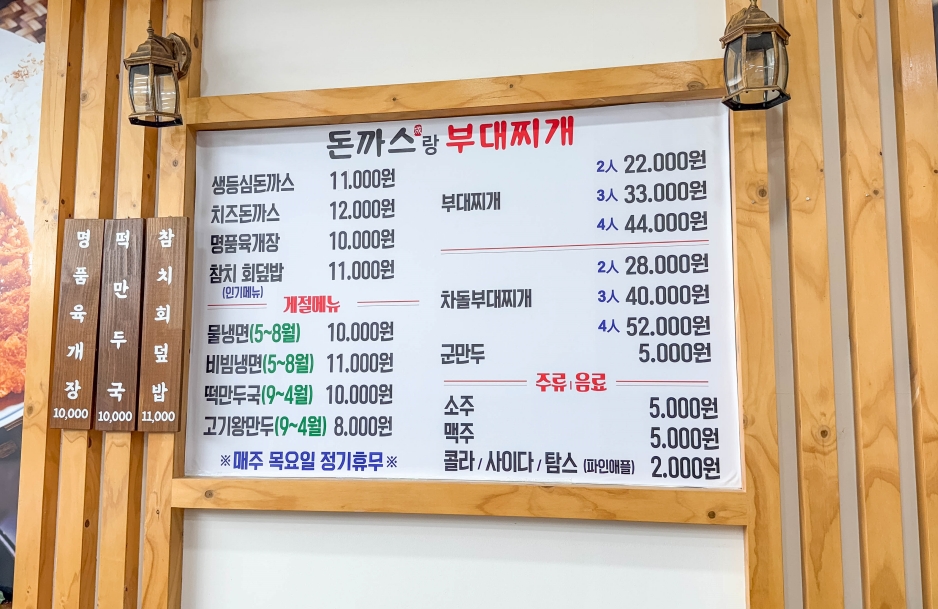 돈까스랑 부대찌개
생등심돈까스 11.000원
치즈돈까스 12.000원
명품육개장 10.000원
참치 회덮밥 11.000원
(인기메뉴)
계절메뉴
물냉면(5~8월) 10.000원
비빔냉면(5~8월) 11.000원
떡만두국(9~4월) 10.000원
고기왕만두(9~4월) 8.000원
※매주 목요일 정기휴무※
2人 22.000원
부대찌개 3人 33.000원
4人 44.000원
2人 28.000원
차돌부대찌개 3人 40.000원
4人 52.000원
군만두 5.000원
주류 음료
소주 5.000원
맥주 5.000원
콜라 / 사이다 / 탐스 (파인애플) 2.000원
명품육개장 10,000
떡만두국 10,000
참치회덮밥 11,000